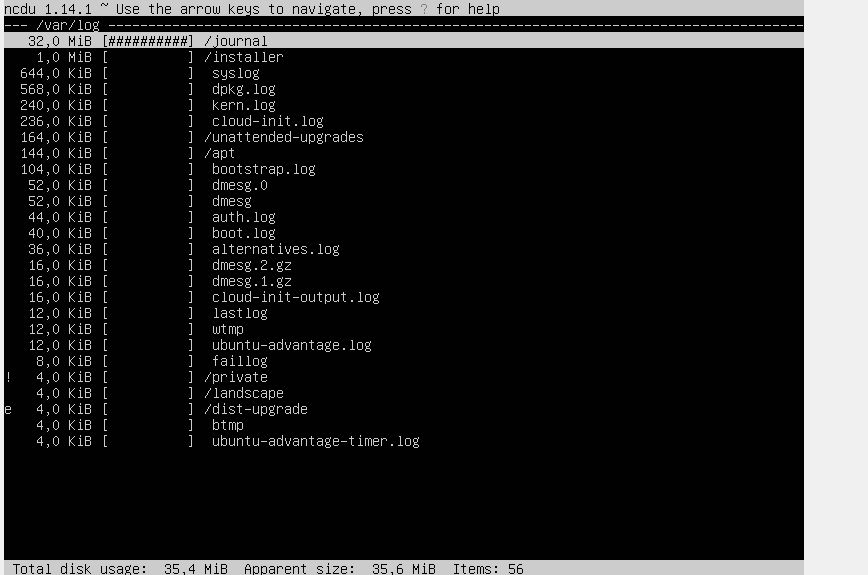 ncdu 1.14.1 ~ Use the arrow keys to navigate, press ? for help
--- /var/log ----------------------------------------------------------------------------------------
   32,0 MiB [##########] /journal
    1,0 MiB [          ] /installer
  644,0 KiB [          ]  syslog
  568,0 KiB [          ]  dpkg.log
  240,0 KiB [          ]  kern.log
  236,0 KiB [          ]  cloud-init.log
  164,0 KiB [          ] /unattended-upgrades
  144,0 KiB [          ] /apt
  104,0 KiB [          ]  bootstrap.log
   52,0 KiB [          ]  dmesg.0
   52,0 KiB [          ]  dmesg
   44,0 KiB [          ]  auth.log
   40,0 KiB [          ]  boot.log
   36,0 KiB [          ]  alternatives.log
   16,0 KiB [          ]  dmesg.2.gz
   16,0 KiB [          ]  dmesg.1.gz
   16,0 KiB [          ]  cloud-init-output.log
   12,0 KiB [          ]  lastlog
   12,0 KiB [          ]  wtmp
   12,0 KiB [          ]  ubuntu-advantage.log
    8,0 KiB [          ]  faillog
!   4,0 KiB [          ] /private
    4,0 KiB [          ] /landscape
e   4,0 KiB [          ] /dist-upgrade
    4,0 KiB [          ]  btmp
    4,0 KiB [          ]  ubuntu-advantage-timer.log
Total disk usage:  35,4 MiB  Apparent size:  35,6 MiB  Items: 56